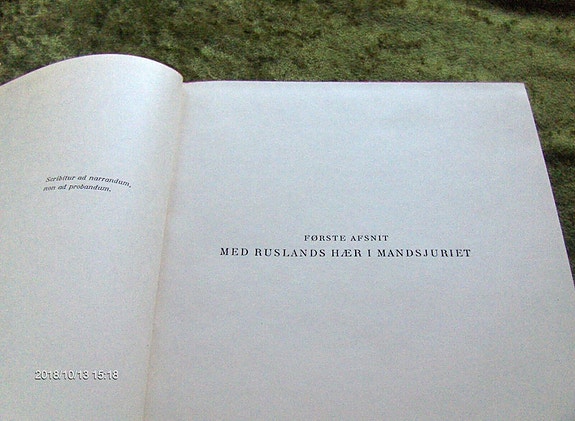 Scribitur ad narrandum,
non ad probandum.
FØRSTE AFSNIT
MED RUSLANDS HÆR I MANDSJURIET
2018/10/13 15:18